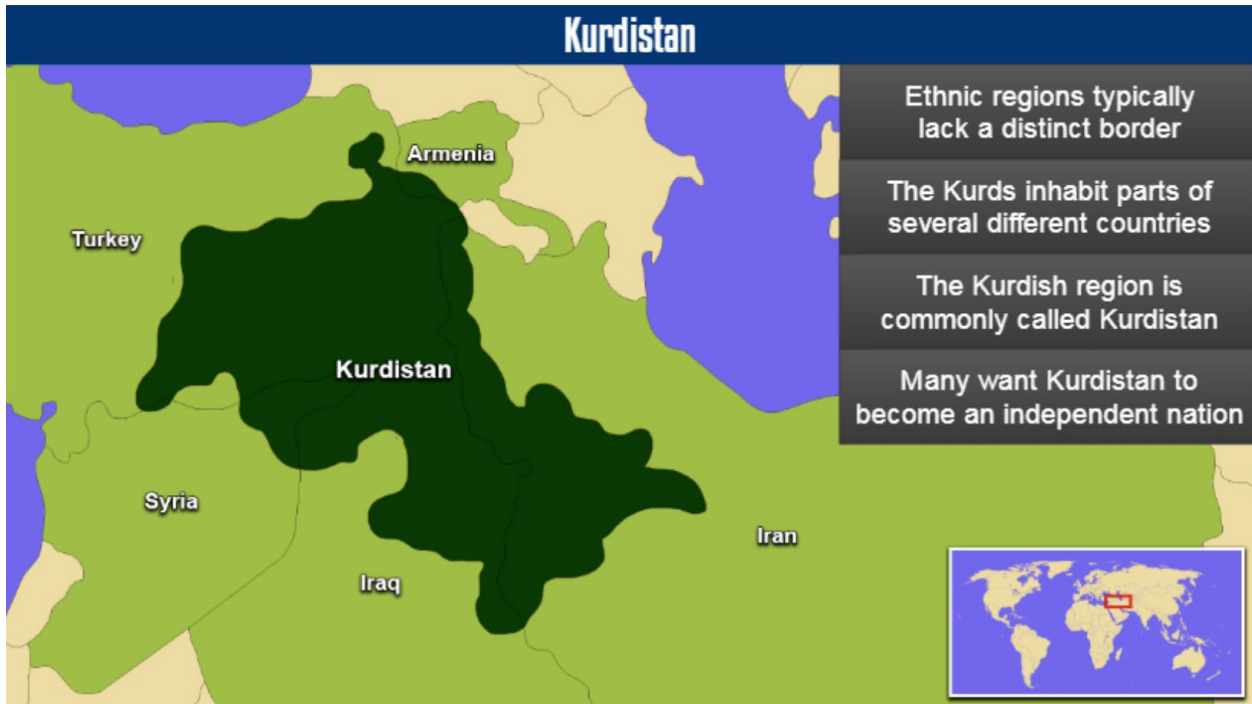 Kurdistan
Ethnic regions typically
lack a distinct border
The Kurds inhabit parts of
several different countries
The Kurdish region is
commonly called Kurdistan
Many want Kurdistan to
become an independent nation
Armenia
Turkey
Kurdistan
Syria
Iran
Iraq